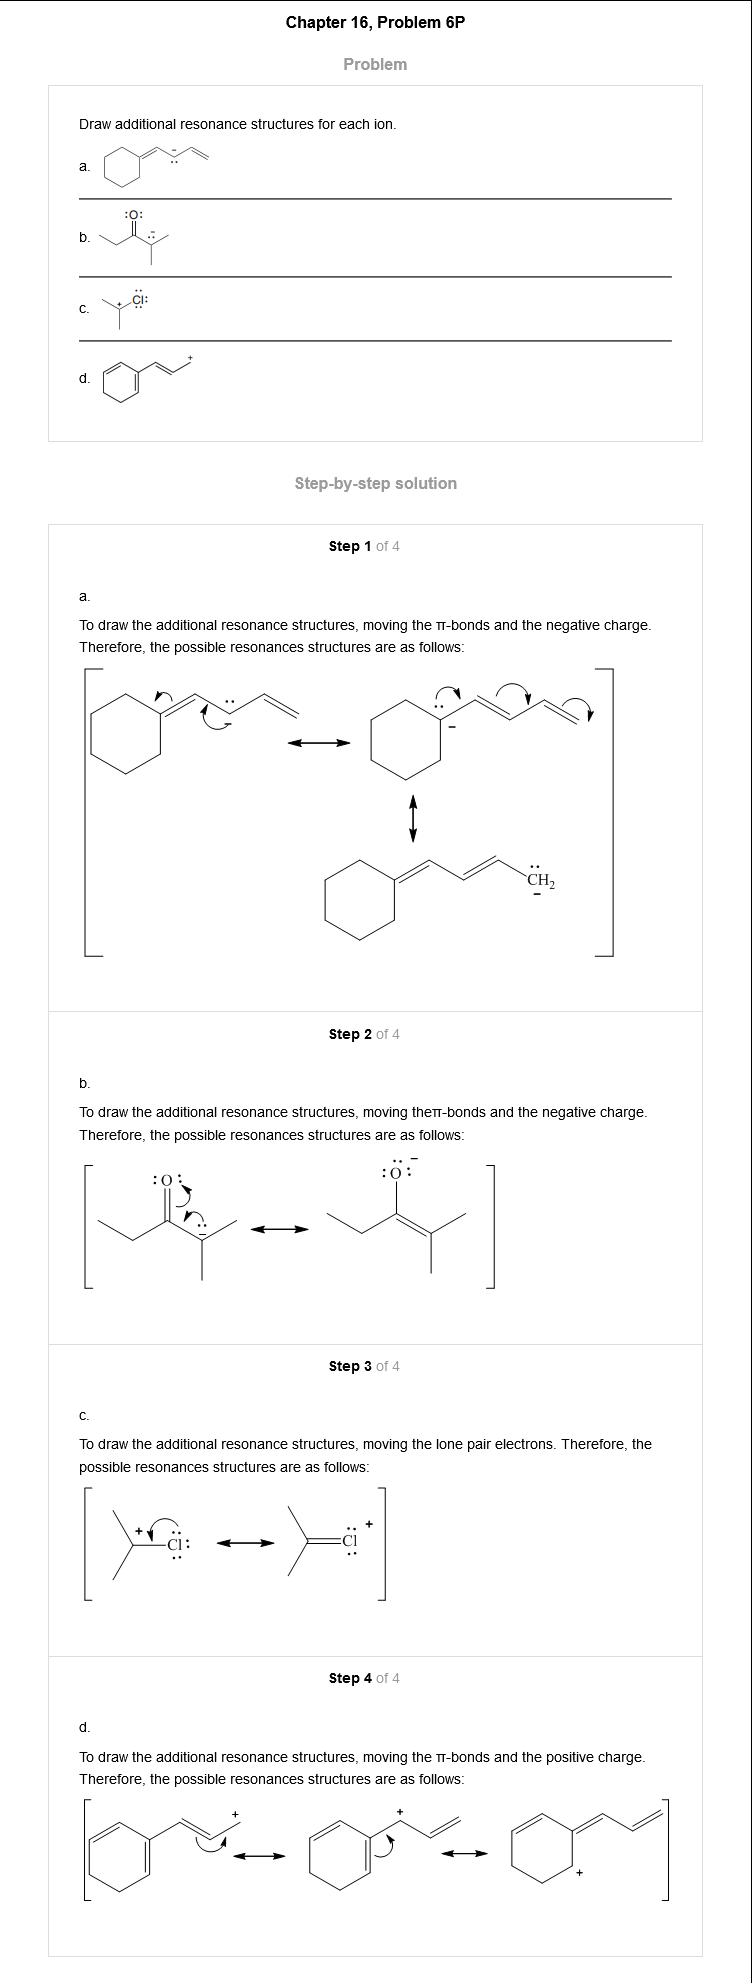 Chapter 16, Problem 6P
Problem
Draw additional resonance structures for each ion.
a.
:O:
b.
c. + Cl:
d. +
Step-by-step solution
Step 1 of 4
a.
To draw the additional resonance structures, moving the π-bonds and the negative charge.
Therefore, the possible resonances structures are as follows:
CH2
Step 2 of 4
b.
To draw the additional resonance structures, moving theπ-bonds and the negative charge.
Therefore, the possible resonances structures are as follows:
:O: :O: −
Step 3 of 4
c.
To draw the additional resonance structures, moving the lone pair electrons. Therefore, the
possible resonances structures are as follows:
+ Cl: Cl +
Step 4 of 4
d.
To draw the additional resonance structures, moving the π-bonds and the positive charge.
Therefore, the possible resonances structures are as follows:
+ + +